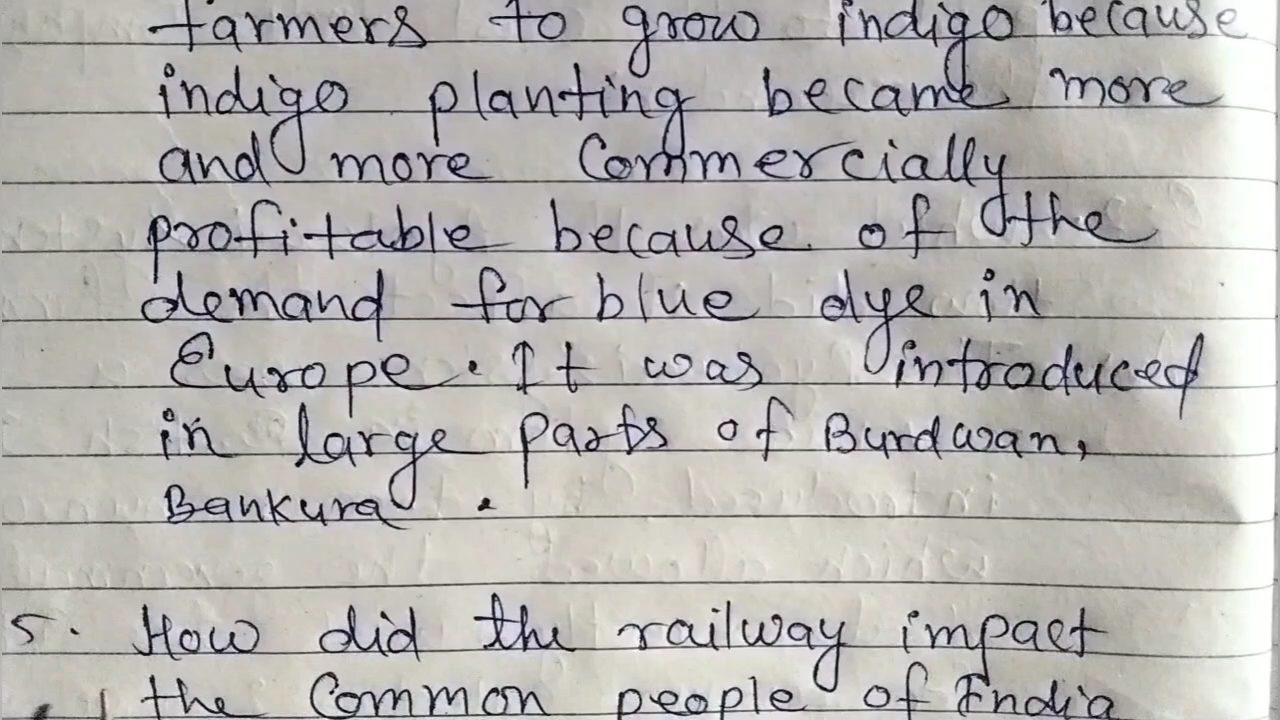 farmers to grow indigo because
indigo planting became more
and more Commercially
profitable because of the
demand for blue dye in
Europe. It was introduced
in large parts of Burdwan,
Bankura.
5. How did the railway impact
the Common people of India